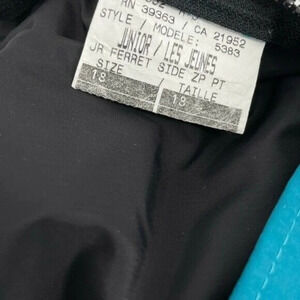 RN 39363 / CA 21952
STYLE / MODELE: 5383
JUNIOR / LES JEUNES
JR FERRET SIDE ZP PT
SIZE TAILLE
18 18